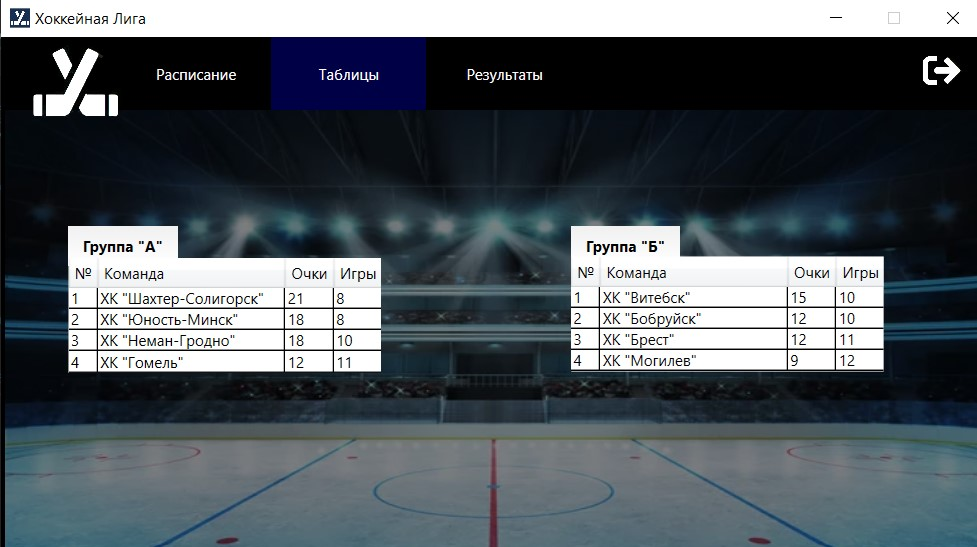 Хоккейная Лига
Расписание Таблицы Результаты
Группа "А"
№ Команда Очки Игры
1 ХК "Шахтер-Солигорск" 21 8
2 ХК "Юность-Минск" 18 8
3 ХК "Неман-Гродно" 18 10
4 ХК "Гомель" 12 11
Группа "Б"
№ Команда Очки Игры
1 ХК "Витебск" 15 10
2 ХК "Бобруйск" 12 10
3 ХК "Брест" 12 11
4 ХК "Могилев" 9 12